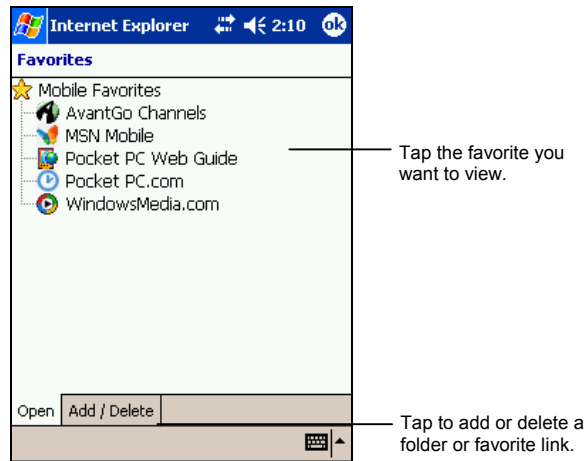 Internet Explorer 2:10 ok
Favorites
Mobile Favorites
AvantGo Channels
MSN Mobile
Pocket PC Web Guide
Pocket PC.com
WindowsMedia.com
Tap the favorite you
want to view.
Open Add / Delete
Tap to add or delete a
folder or favorite link.